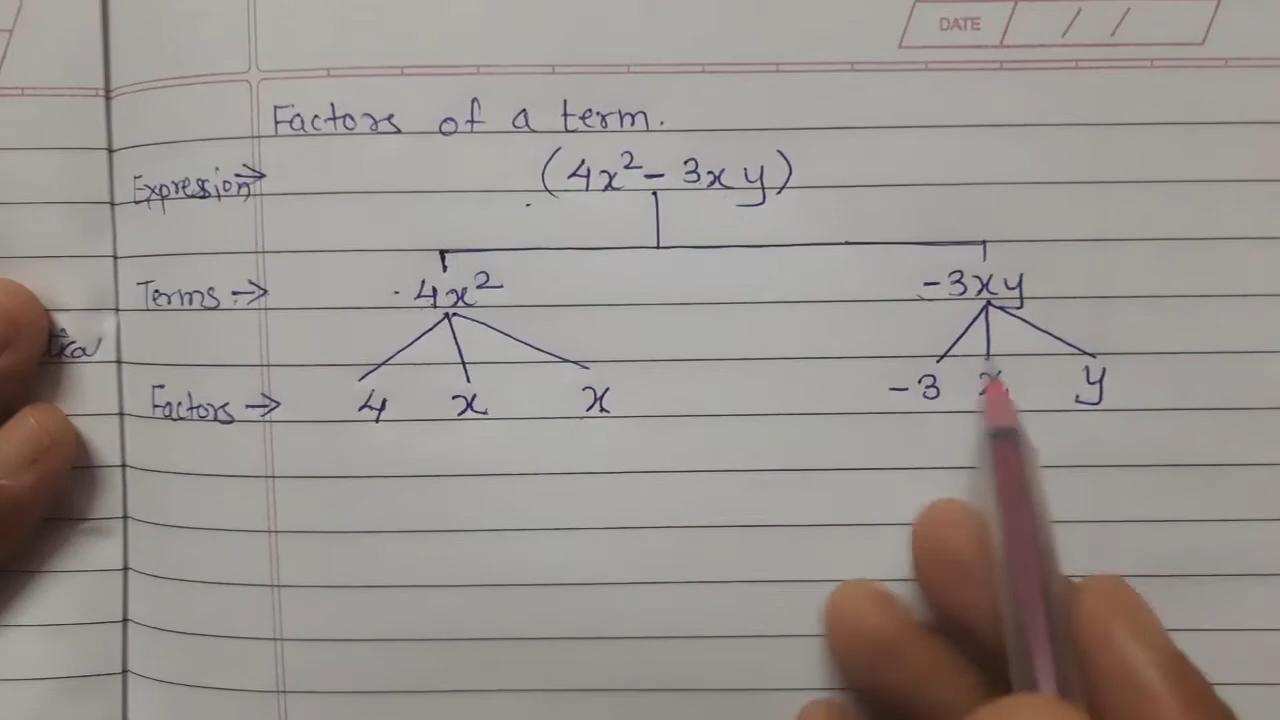 DATE / /
Factors of a term.
Expression → (4x² - 3xy)
Terms → 4x² -3xy
Factors → 4 x x -3 x y